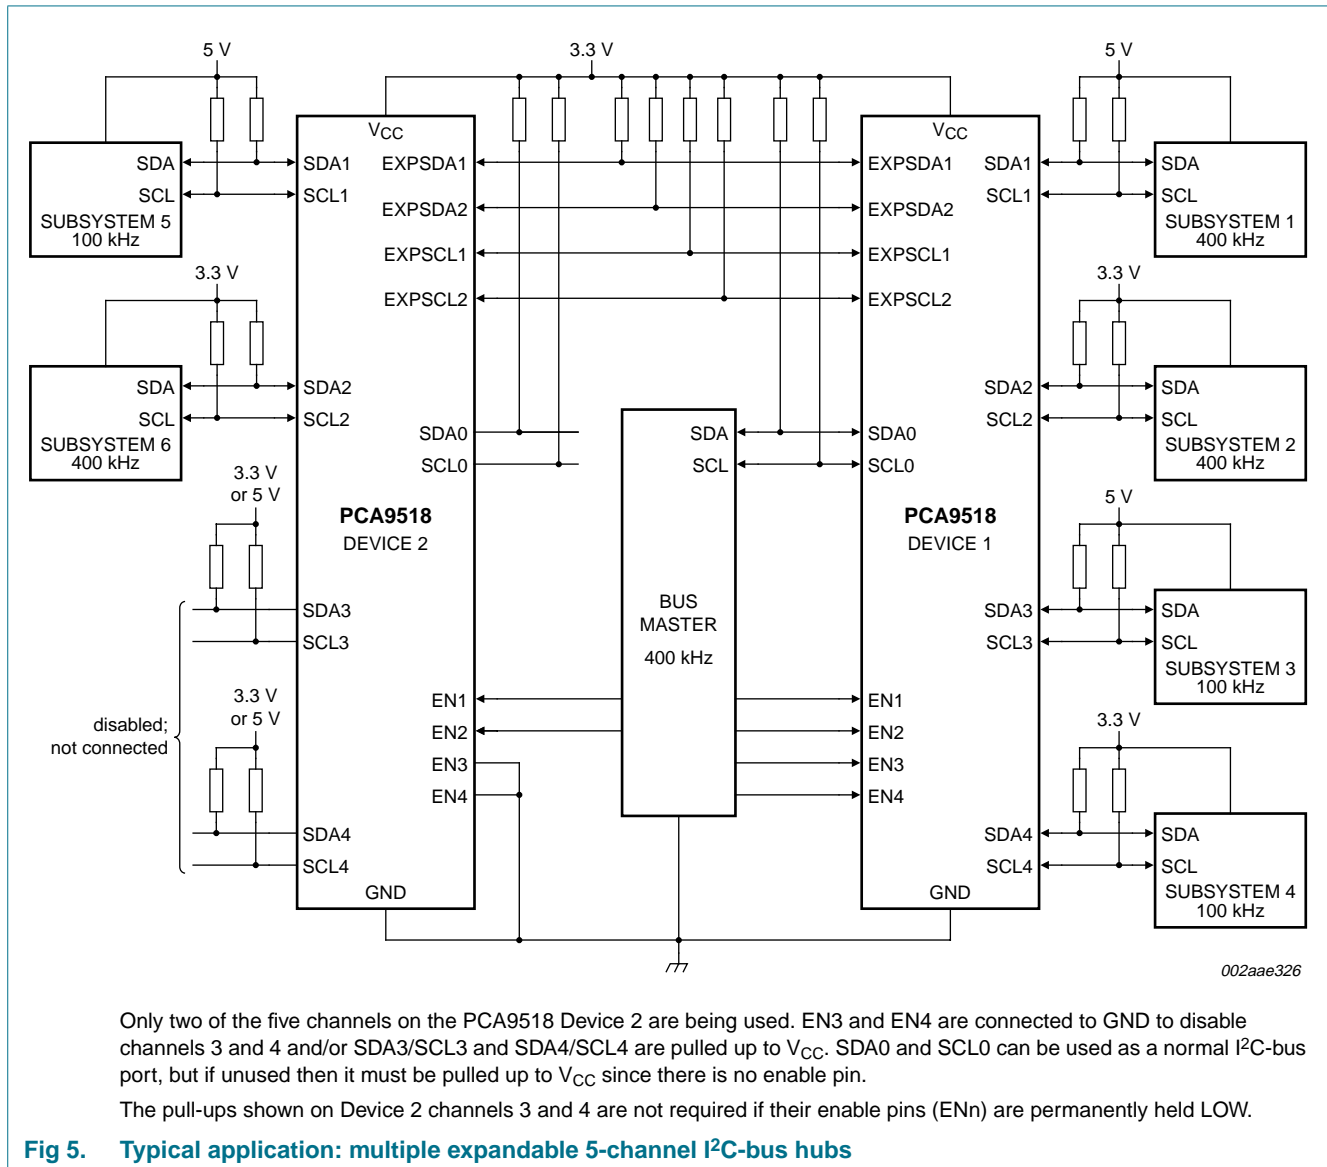 5 V
3.3 V
5 V
VCC
VCC
SDA
SDA1
EXPSDA1
EXPSDA1
SDA1
SDA
SCL
SCL1
SCL1
SCL
SUBSYSTEM 5
100 kHz
EXPSDA2
EXPSDA2
SUBSYSTEM 1
400 kHz
EXPSCL1
EXPSCL1
3.3 V
3.3 V
EXPSCL2
EXPSCL2
SDA
SDA2
SDA2
SDA
SCL
SCL2
SCL2
SCL
SUBSYSTEM 6
400 kHz
SDA0
SDA
SDA0
SUBSYSTEM 2
400 kHz
SCL0
SCL
SCL0
3.3 V
or 5 V
5 V
PCA9518
DEVICE 2
PCA9518
DEVICE 1
SDA3
BUS
MASTER
400 kHz
SDA3
SDA
SCL3
SCL3
SCL
SUBSYSTEM 3
100 kHz
3.3 V
or 5 V
EN1
EN1
3.3 V
disabled;
not connected
EN2
EN2
EN3
EN3
EN4
EN4
SDA4
SDA4
SDA
SCL4
SCL4
SCL
GND
GND
SUBSYSTEM 4
100 kHz
002aae326
Only two of the five channels on the PCA9518 Device 2 are being used. EN3 and EN4 are connected to GND to disable
channels 3 and 4 and/or SDA3/SCL3 and SDA4/SCL4 are pulled up to VCC. SDA0 and SCL0 can be used as a normal I2C-bus
port, but if unused then it must be pulled up to VCC since there is no enable pin.
The pull-ups shown on Device 2 channels 3 and 4 are not required if their enable pins (ENn) are permanently held LOW.
Fig 5. Typical application: multiple expandable 5-channel I2C-bus hubs